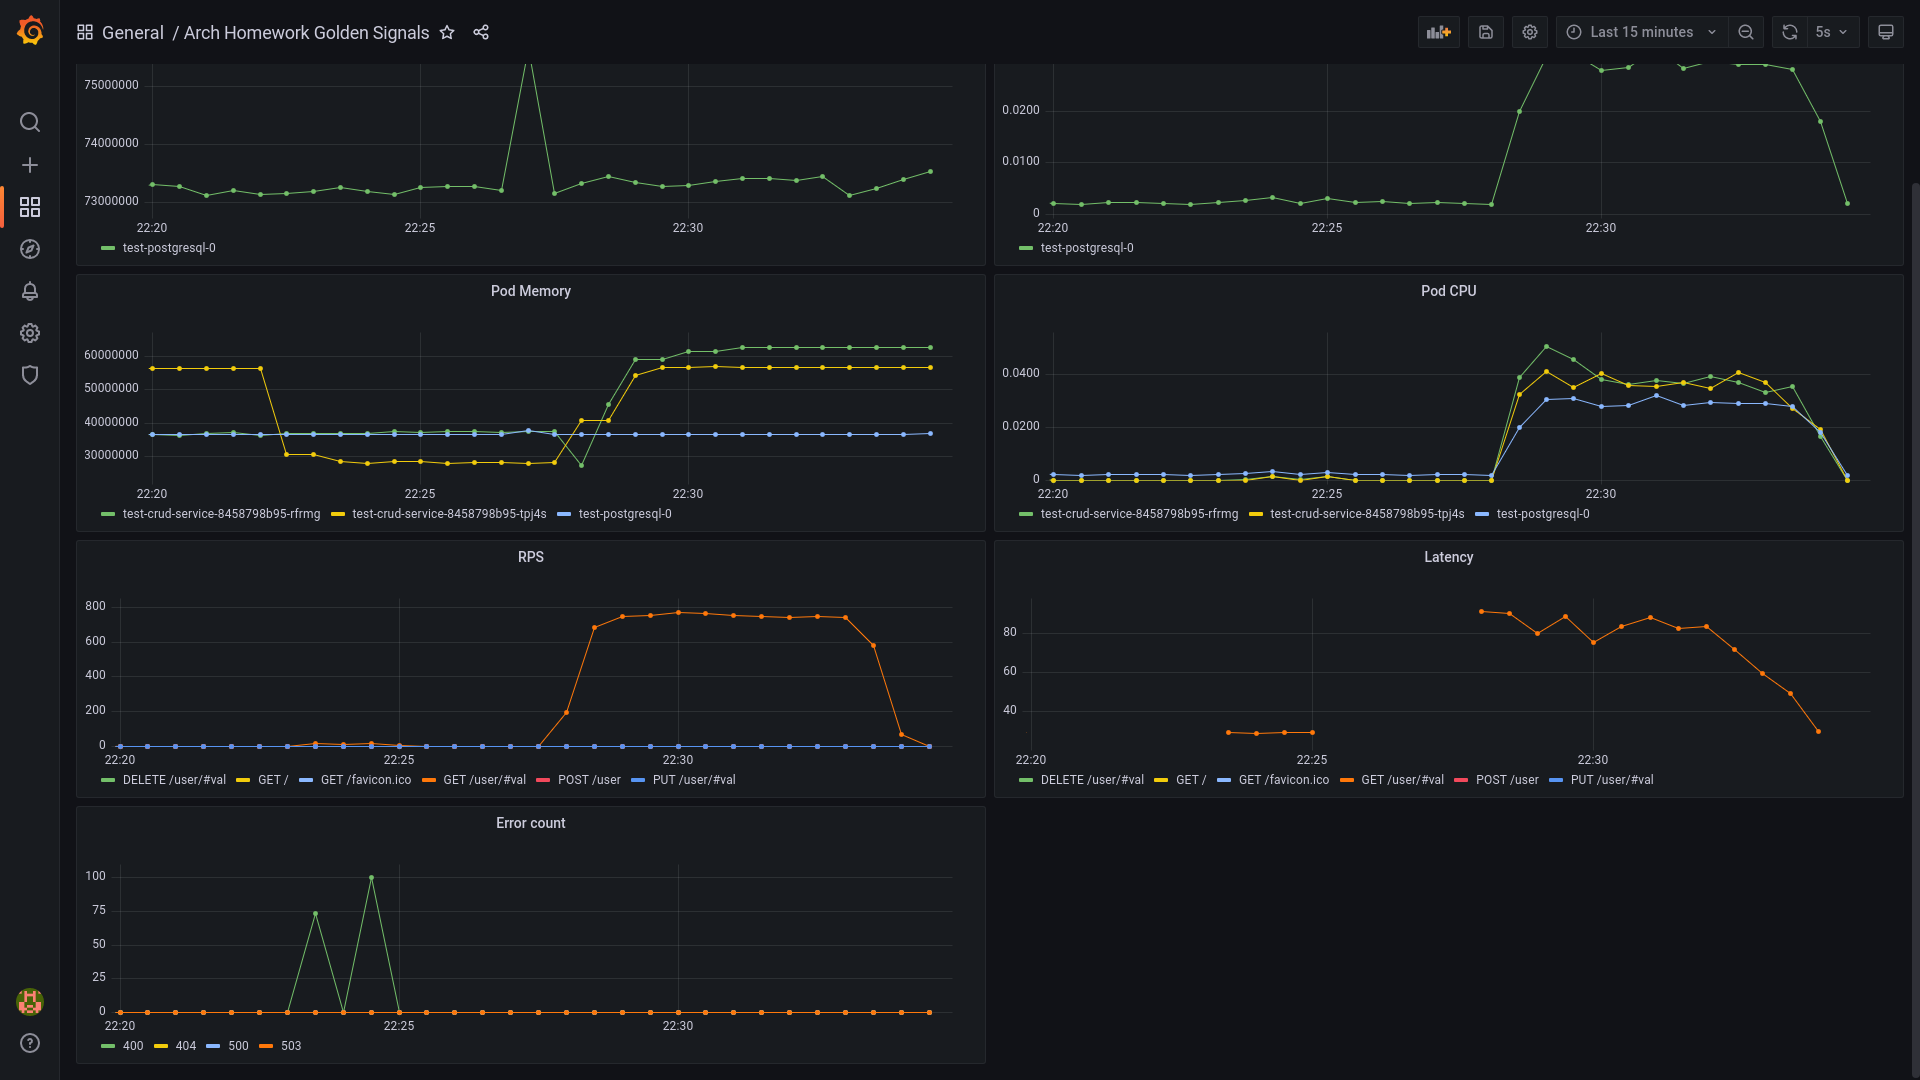 General / Arch Homework Golden Signals
Last 15 minutes
5s
75000000
74000000
73000000
22:20 22:25 22:30
test-postgresql-0
0.0200
0.0100
0
22:20 22:25 22:30
test-postgresql-0
Pod Memory
60000000
50000000
40000000
30000000
22:20 22:25 22:30
test-crud-service-8458798b95-rfrmg test-crud-service-8458798b95-tpj4s test-postgresql-0
Pod CPU
0.0400
0.0200
0
22:20 22:25 22:30
test-crud-service-8458798b95-rfrmg test-crud-service-8458798b95-tpj4s test-postgresql-0
RPS
800
600
400
200
0
22:20 22:25 22:30
DELETE /user/#val GET / GET /favicon.ico GET /user/#val POST /user PUT /user/#val
Latency
80
60
40
22:20 22:25 22:30
DELETE /user/#val GET / GET /favicon.ico GET /user/#val POST /user PUT /user/#val
Error count
100
75
50
25
0
22:20 22:25 22:30
400 404 500 503